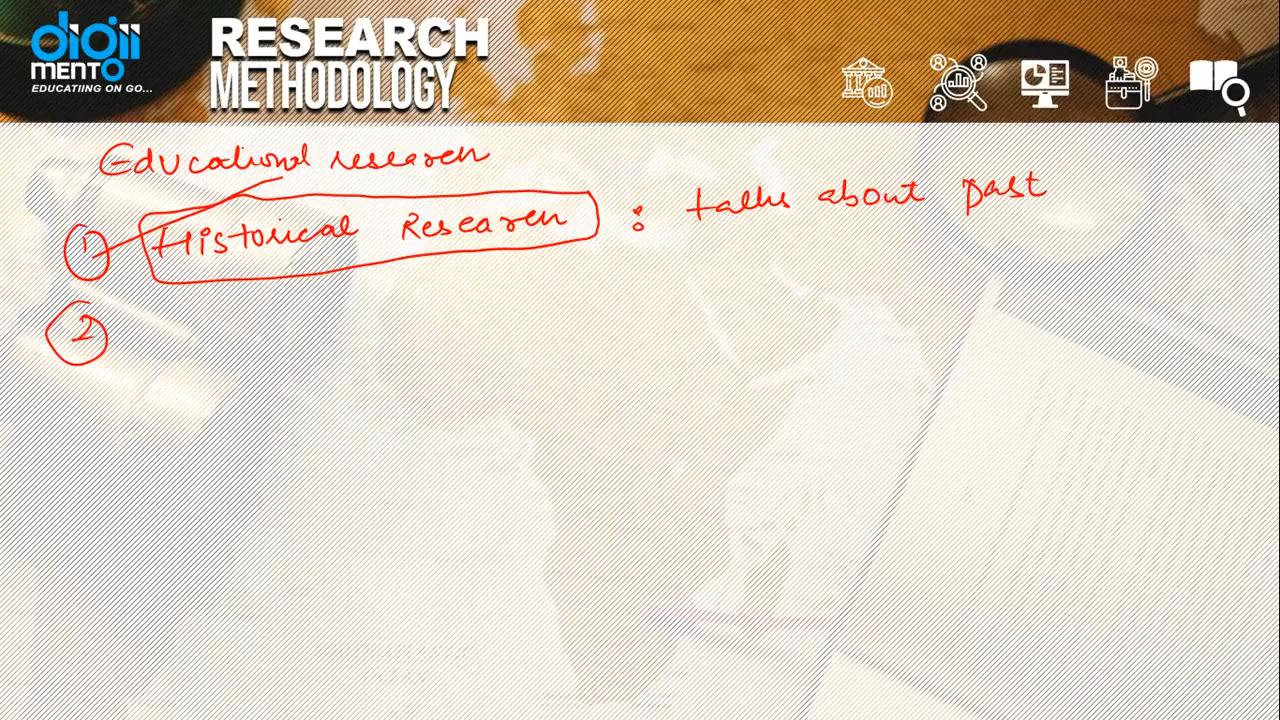 digii
MENTO
EDUCATIING ON GO...
RESEARCH
METHODOLOGY
Educational research
① Historical Research : talks about past
②